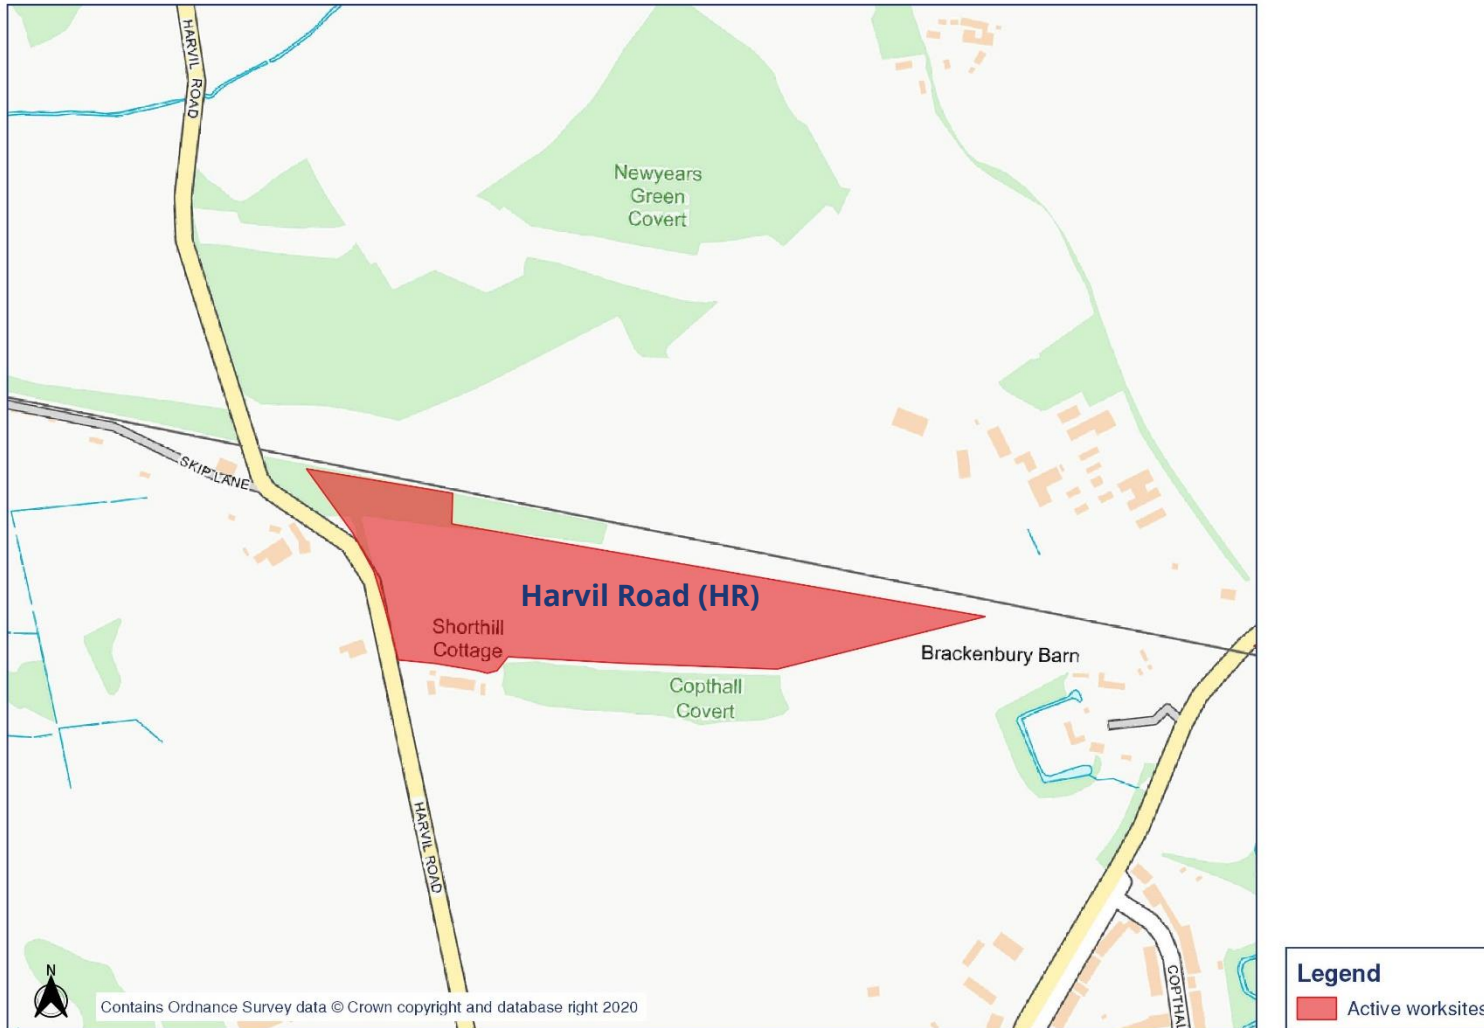 HARVIL ROAD
Newyears
Green
Covert
SKIP LANE
Harvil Road (HR)
Shorthill
Cottage
Brackenbury Barn
Copthall
Covert
HARVIL ROAD
COPTHAL
N
Contains Ordnance Survey data © Crown copyright and database right 2020
Legend
Active worksites